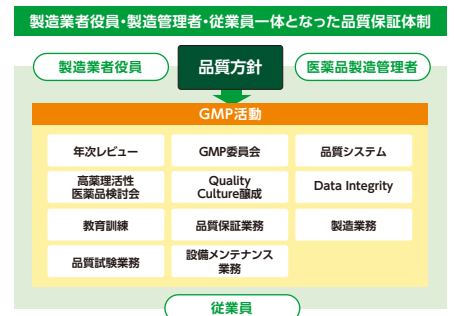 製造業者役員・製造管理者・従業員一体となった品質保証体制
製造業者役員
品質方針
医薬品製造管理者
GMP活動
年次レビュー
GMP委員会
品質システム
高薬理活性
医薬品検討会
Quality
Culture醸成
Data Integrity
教育訓練
品質保証業務
製造業務
品質試験業務
設備メンテナンス
業務
従業員